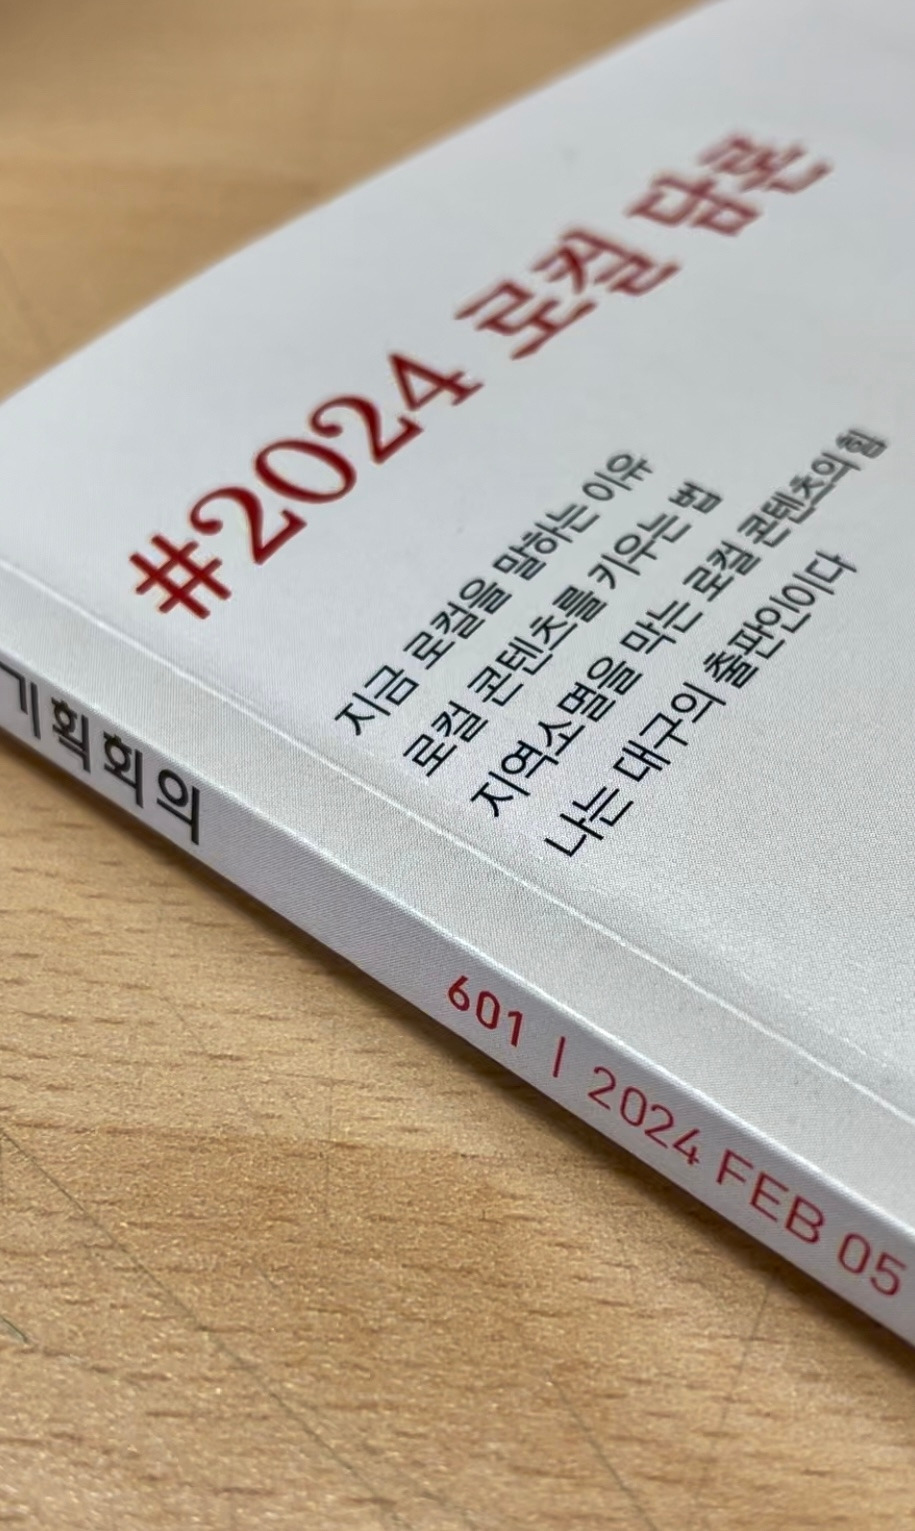 #2024 로컬 담론
지금 로컬을 말하는 이유
로컬 콘텐츠를 키우는 법
지역소멸을 막는 로컬 콘텐츠의 힘
나는 대구의 출판인이다
기획회의
601 | 2024 FEB 05